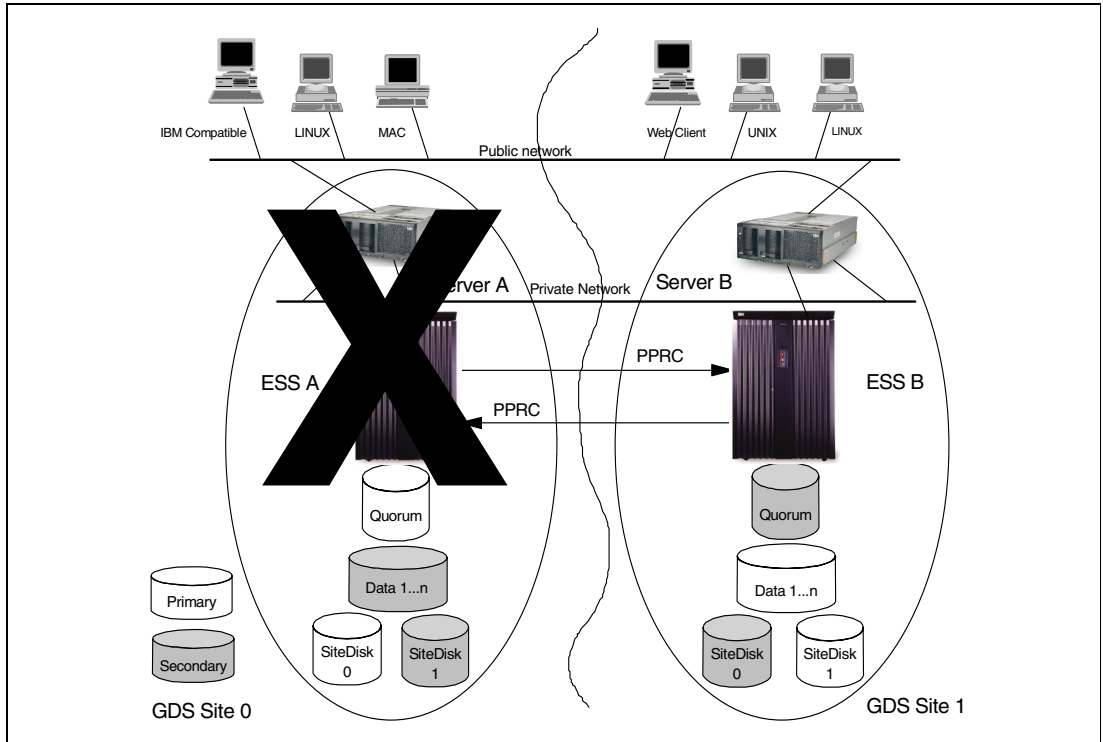 IBM Compatible
LINUX
MAC
Web Client
UNIX
LINUX
Public network
erver A
Private Network
Server B
PPRC
ESS A
ESS B
PPRC
Quorum
Quorum
Data 1...n
Data 1...n
Primary
SiteDisk
0
SiteDisk
1
SiteDisk
0
SiteDisk
1
Secondary
GDS Site 0
GDS Site 1